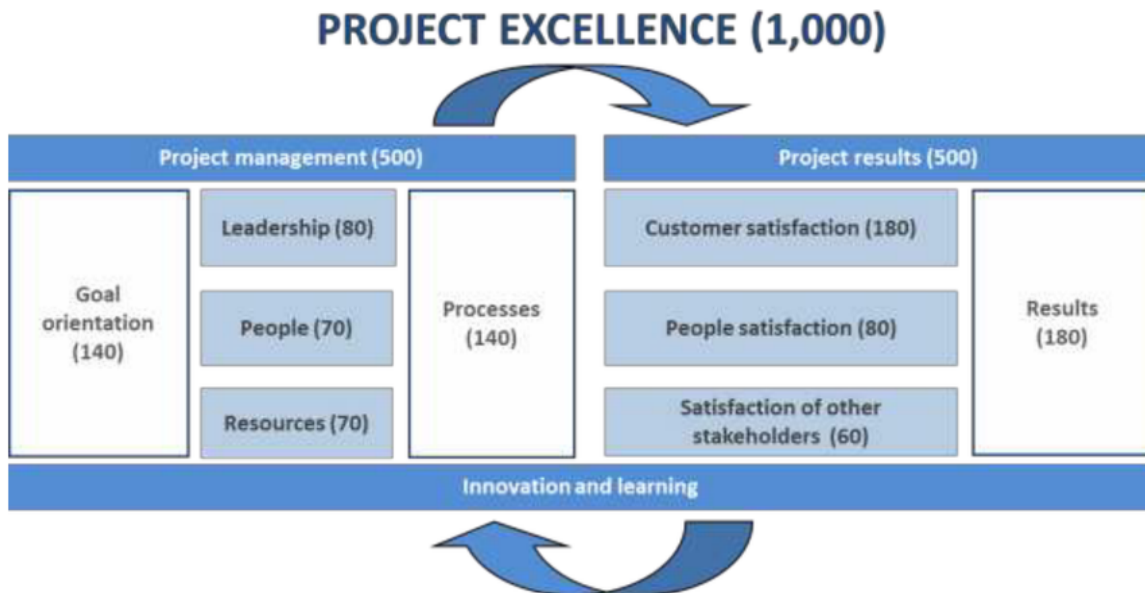 PROJECT EXCELLENCE (1,000)
Project management (500)
Goal
orientation
(140)
Leadership (80)
People (70)
Resources (70)
Processes
(140)
Project results (500)
Customer satisfaction (180)
People satisfaction (80)
Satisfaction of other
stakeholders (60)
Results
(180)
Innovation and learning